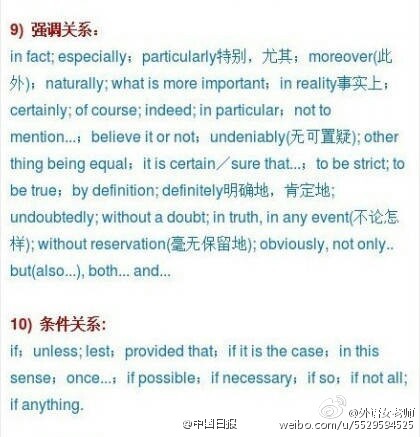 9) 强调关系：
in fact; especially；particularly特别，尤其；moreover(此
外)；naturally; what is more important；in reality事实上；
certainly; of course; indeed; in particular；not to
mention...；believe it or not；undeniably(无可置疑); other
thing being equal；it is certain／sure that...；to be strict; to
be true；by definition; definitely明确地，肯定地;
undoubtedly; without a doubt; in truth, in any event(不论怎
样); without reservation(毫无保留地); obviously, not only..
but(also...), both... and...
10) 条件关系:
if；unless; lest；provided that；if it is the case; in this
sense；once...；if possible；if necessary; if so；if not all;
if anything.
@中国日报
@外语女老师
weibo.com/u/5529594525